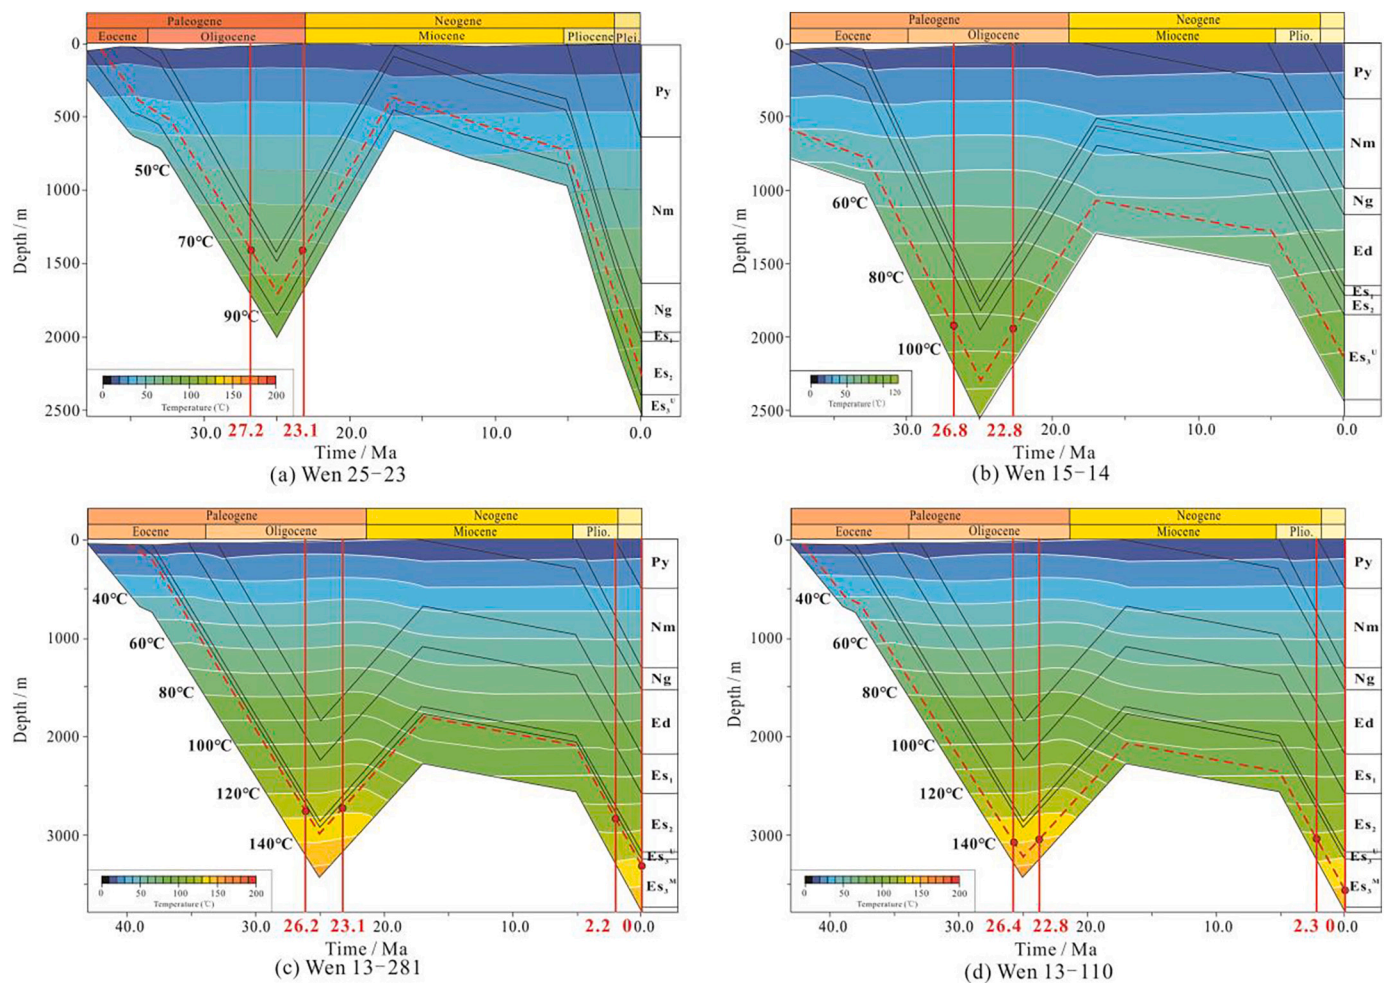 Paleogene Neogene
Eocene Oligocene Miocene Pliocene Plei.
0
500
1000
1500
2000
2500
Depth / m
50℃
70℃
90℃
Py
Nm
Ng
Es₁
Es₂
Es₃ᵁ
0 50 100 150 200
Temperature (℃)
30.0 20.0 10.0 0.0
27.2 23.1
Time / Ma
(a) Wen 25-23
Paleogene Neogene
Oligocene Miocene Plio.
0
500
1000
1500
2000
2500
Depth / m
60℃
80℃
100℃
Py
Nm
Ng
Ed
Es₁
Es₂
Es₃ᵁ
0 50 120
Temperature (℃)
30.0 20.0 10.0 0.0
26.8 22.8
Time / Ma
(b) Wen 15-14
Paleogene Neogene
Eocene Oligocene Miocene Plio.
0
1000
2000
3000
Depth / m
40℃
60℃
80℃
100℃
120℃
140℃
Py
Nm
Ng
Ed
Es₁
Es₂
Es₃ᵁ
Es₃ᴹ
0 50 100 150 200
Temperature (℃)
40.0 30.0 20.0 10.0 0.0
26.2 23.1 2.2 0
Time / Ma
(c) Wen 13-281
Paleogene Neogene
Eocene Oligocene Miocene Plio.
0
1000
2000
3000
Depth / m
40℃
60℃
80℃
100℃
120℃
140℃
Py
Nm
Ng
Ed
Es₁
Es₂
Es₃ᵁ
Es₃ᴹ
0 50 100 150 200
Temperature (℃)
40.0 30.0 20.0 10.0 0.0
26.4 22.8 2.3 0
Time / Ma
(d) Wen 13-110